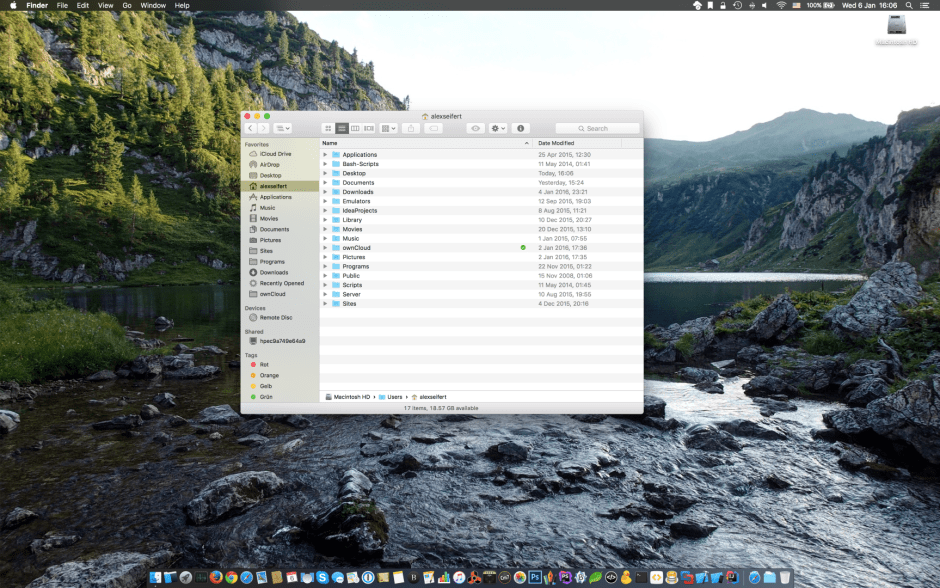 Finder File Edit View Go Window Help 100% Wed 6 Jan 16:06
Macintosh HD
alexseifert
Search
Favorites
iCloud Drive
AirDrop
Desktop
alexseifert
Applications
Music
Movies
Documents
Pictures
Sites
Programs
Downloads
Recently Opened
ownCloud
Devices
Remote Disc
Shared
hpec9a749e64a9
Tags
Rot
Orange
Gelb
Grün
Name Date Modified
Applications 25 Apr 2015, 12:30
Bash-Scripts 11 May 2014, 01:41
Desktop Today, 16:06
Documents Yesterday, 15:24
Downloads 4 Jan 2016, 23:21
Emulators 12 Sep 2015, 19:03
IdeaProjects 8 Aug 2015, 11:21
Library 10 Dec 2015, 20:27
Movies 20 Dec 2015, 13:10
Music 1 Jan 2015, 07:55
ownCloud 2 Jan 2016, 17:36
Pictures 2 Jan 2016, 17:35
Programs 22 Nov 2015, 01:22
Public 15 Nov 2008, 01:06
Scripts 11 May 2014, 01:45
Server 10 Aug 2015, 19:55
Sites 4 Dec 2015, 20:16
Macintosh HD Users alexseifert
17 items, 18.57 GB available
Ps